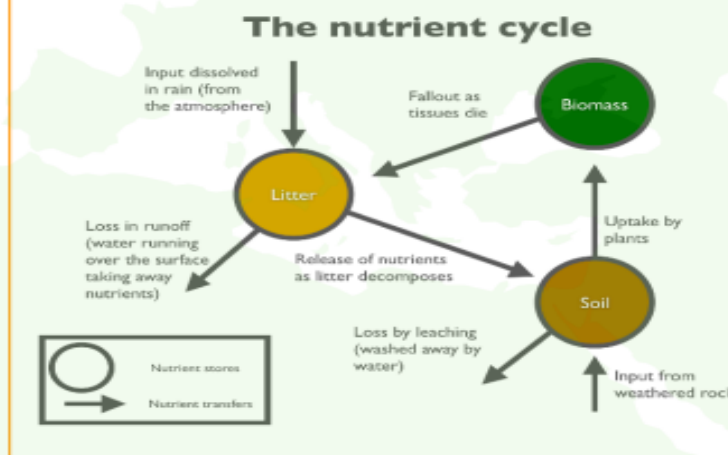 The nutrient cycle
Input dissolved
in rain (from
the atmosphere)
Fallout as
tissues die
Biomass
Litter
Loss in runoff
(water running
over the surface
taking away
nutrients)
Release of nutrients
as litter decomposes
Uptake by
plants
Soil
Loss by leaching
(washed away by
water)
Input from
weathered roc
Nutrient stores
Nutrient transfers